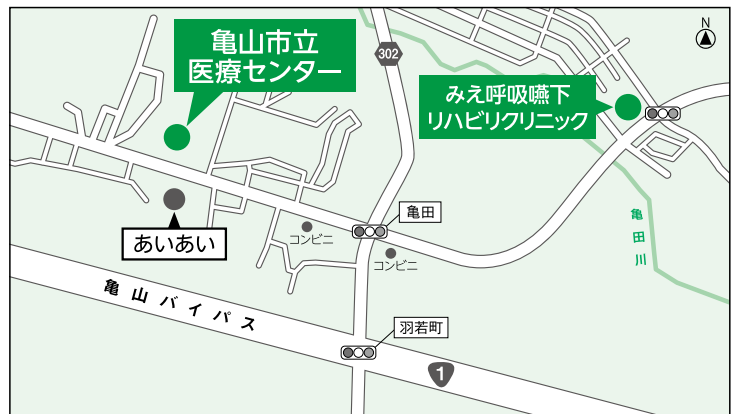 亀山市立
医療センター
302
N
みえ呼吸嚥下
リハビリクリニック
亀田
あいあい
コンビニ
コンビニ
亀田川
亀山バイパス
羽若町
1